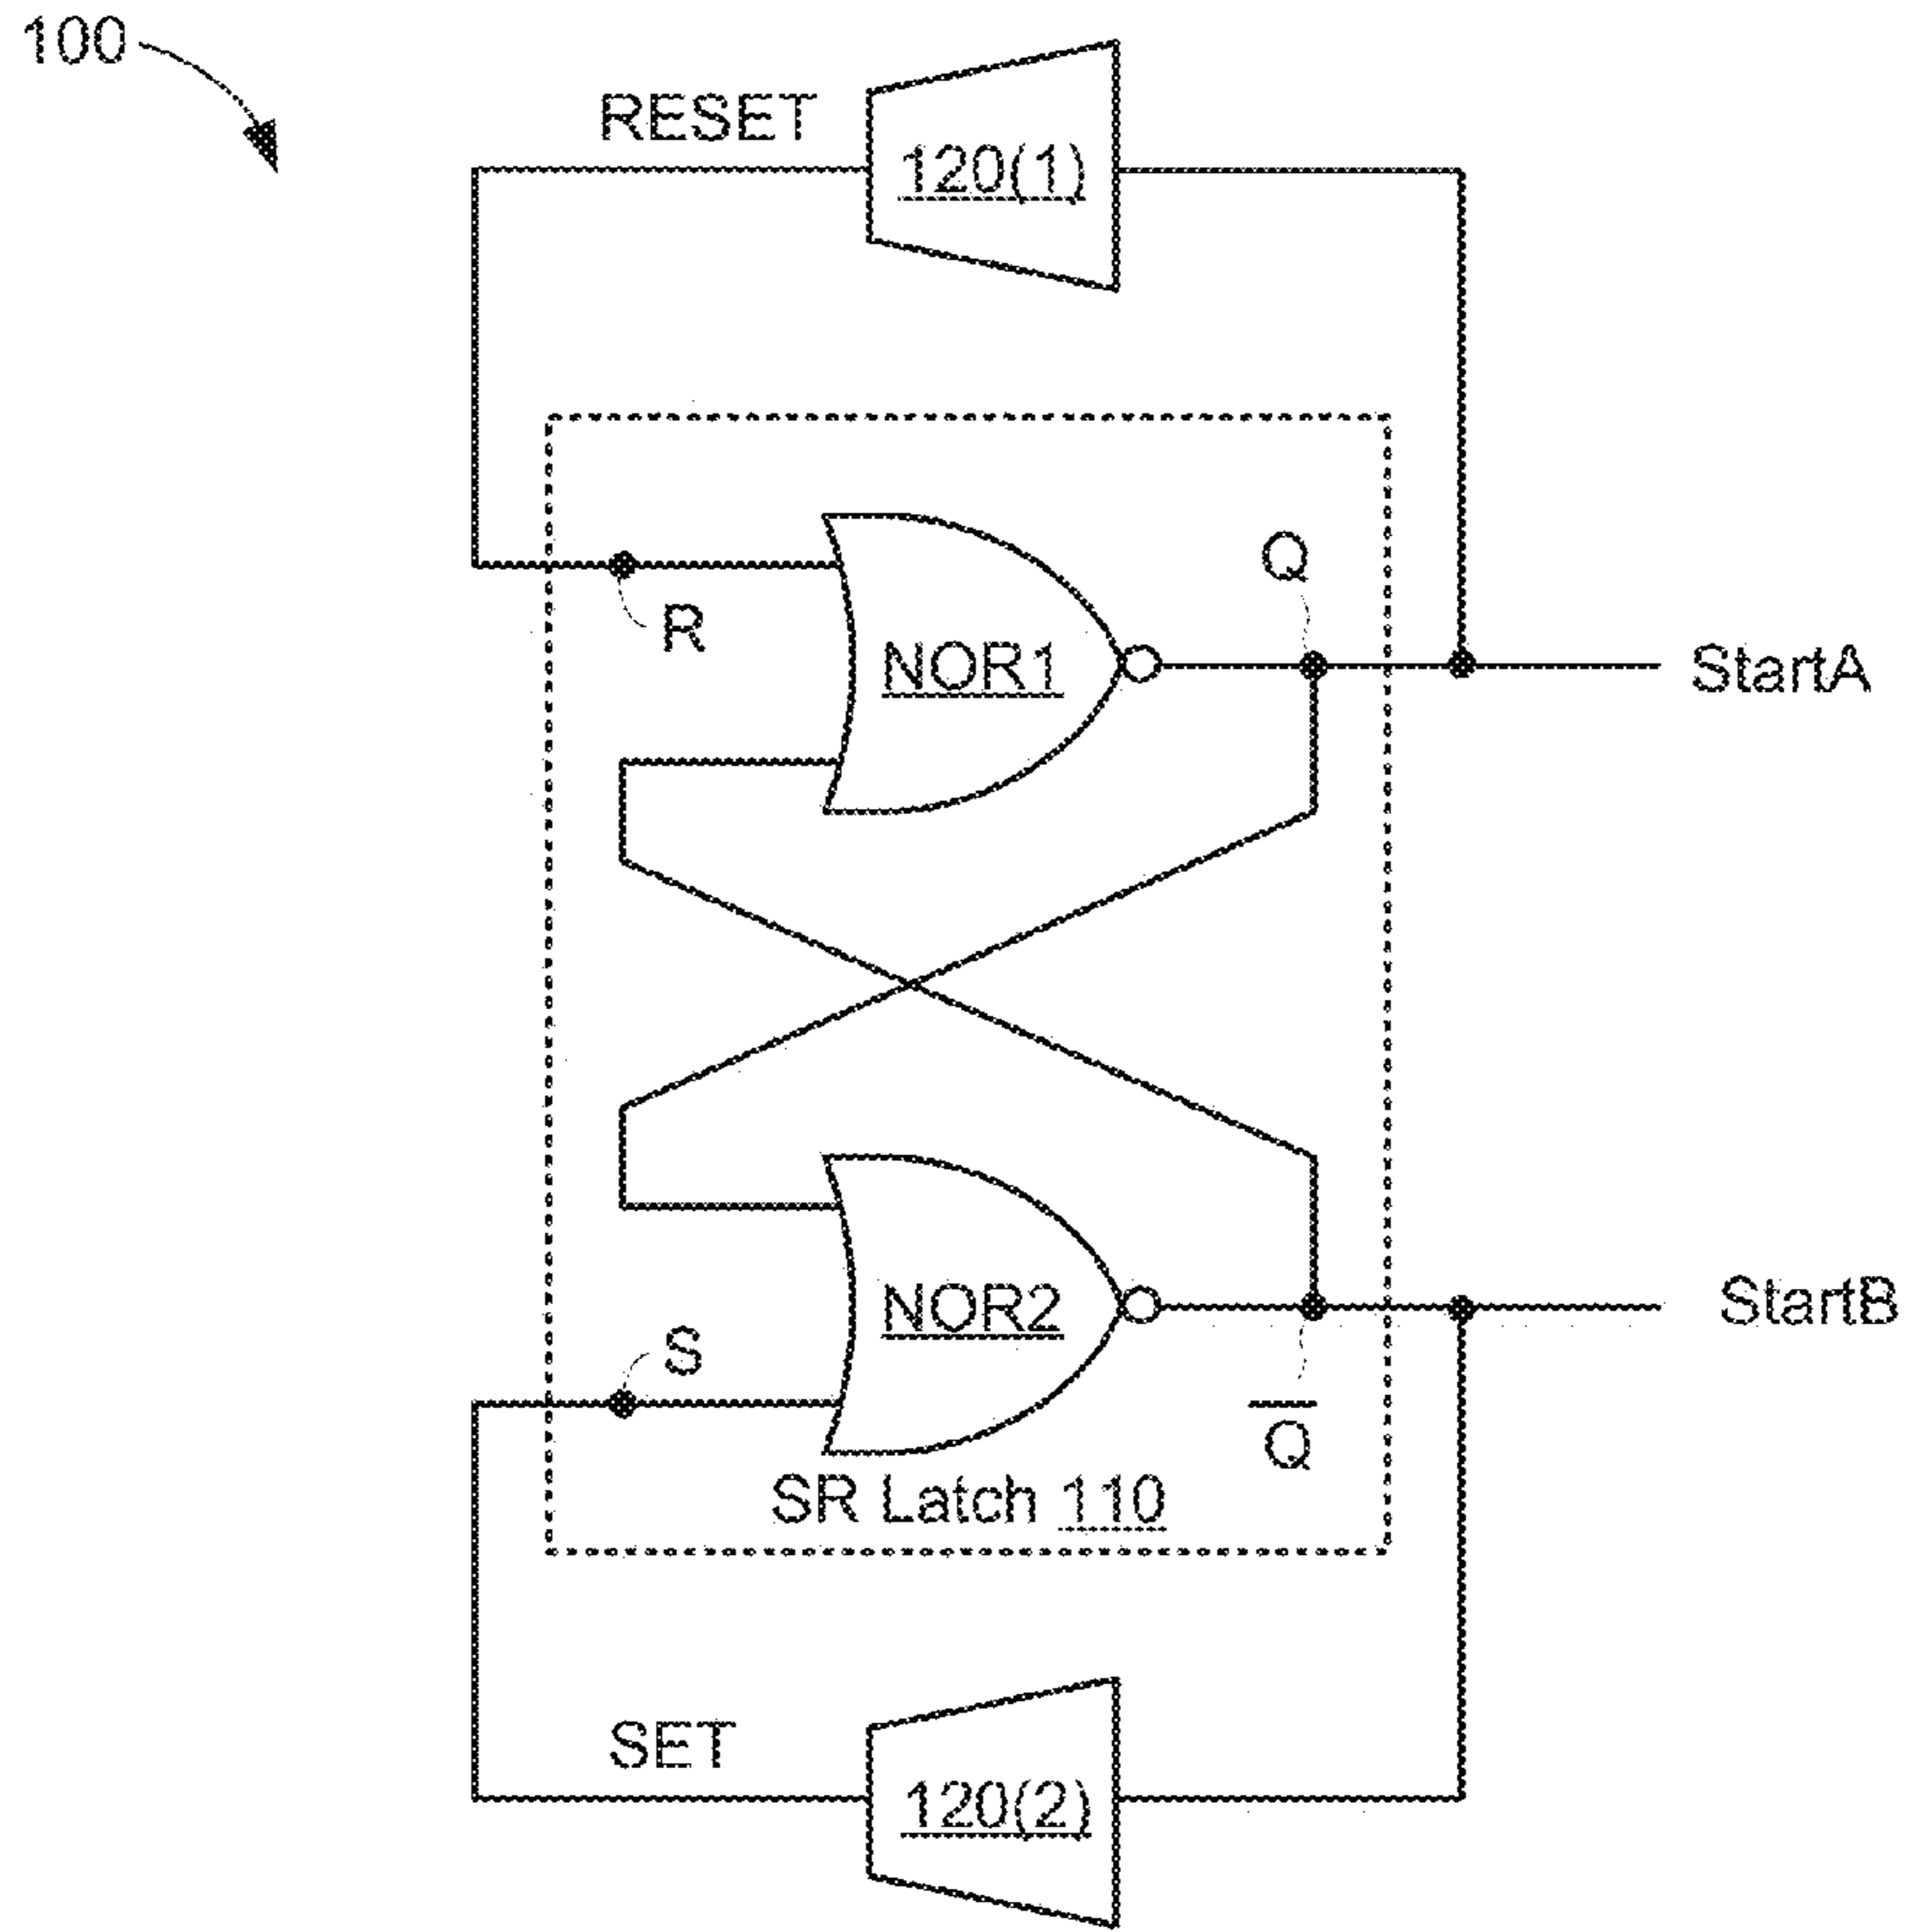 100
RESET
120(1)
Q
R
NOR1
StartA
NOR2
StartB
S
Q
SR Latch 110
SET
120(2)